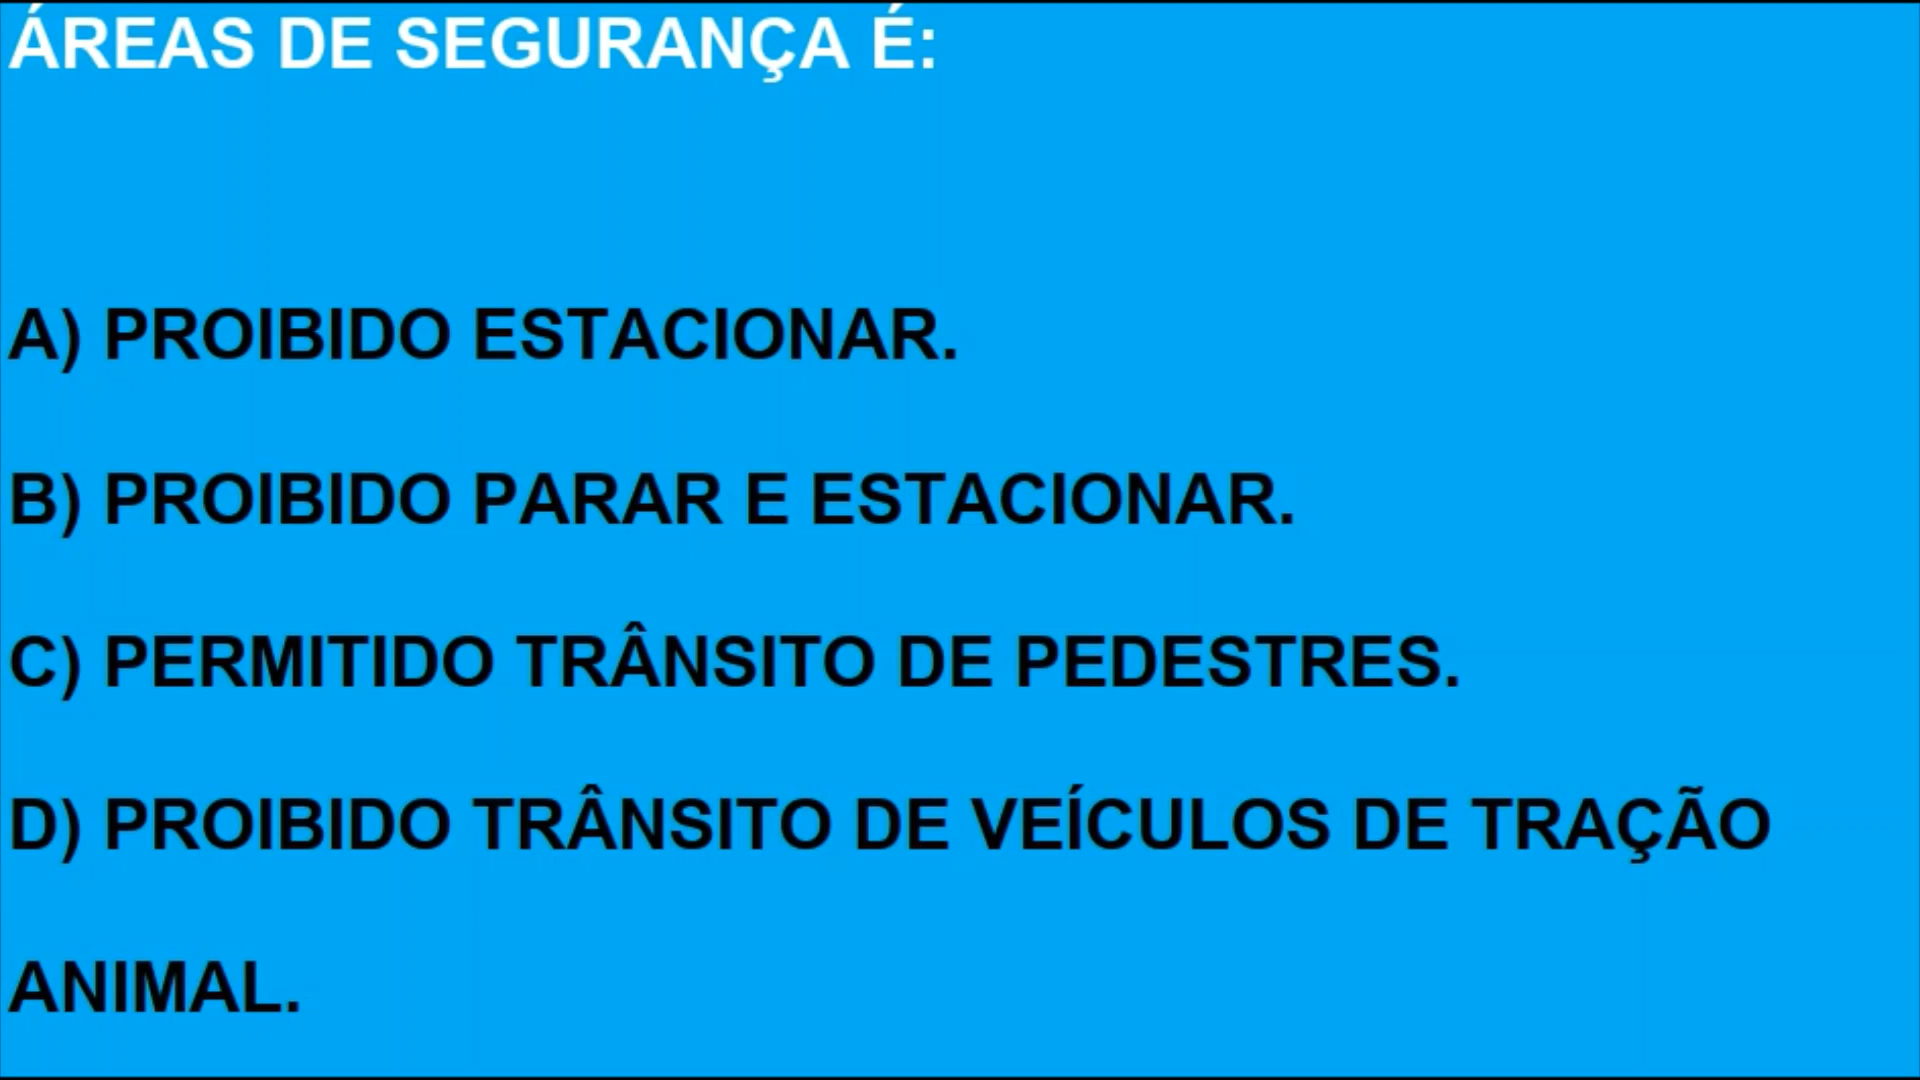 ÁREAS DE SEGURANÇA É:
A) PROIBIDO ESTACIONAR.
B) PROIBIDO PARAR E ESTACIONAR.
C) PERMITIDO TRÂNSITO DE PEDESTRES.
D) PROIBIDO TRÂNSITO DE VEÍCULOS DE TRAÇÃO
ANIMAL.